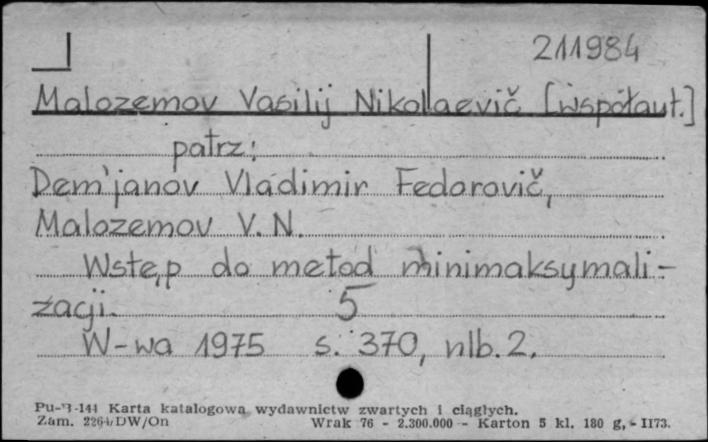 211984
Malozemov Vasilij Nikolaevič [współaut.]
patrz:
Dem'janov Vladimir Fedorovič,
Malozemov V. N.
Wstęp do metod minimaksymali-
zacji. 5
W-wa 1975 s. 370, nlb. 2.
Pu-B-144 Karta katalogowa wydawnictw zwartych i ciągłych.
Zam. 2264/DW/On Wrak 76 - 2.300.000 - Karton 5 kl. 180 g, - 1173.